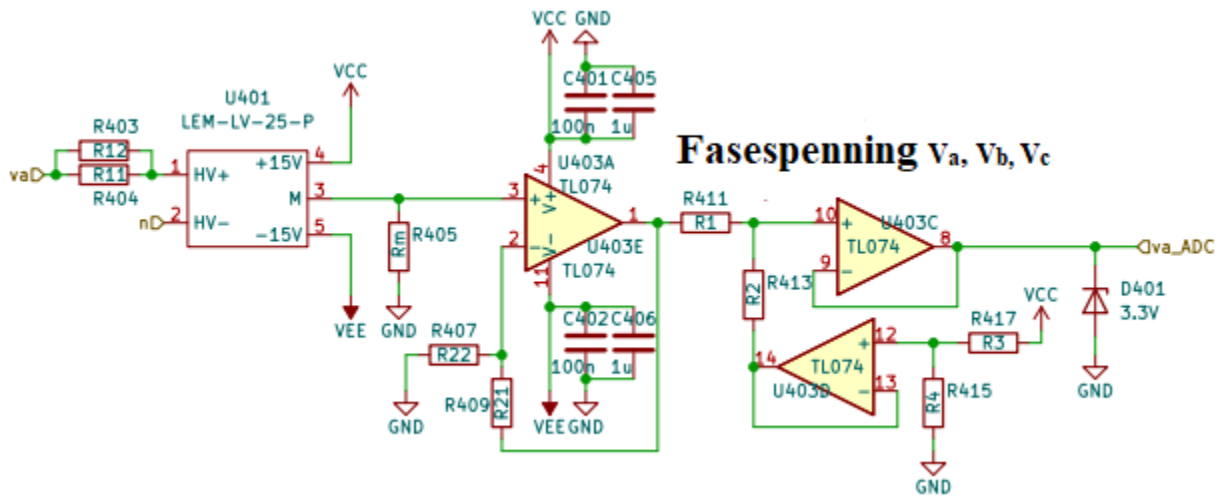 VCC
GND
C401
C405
100n
1u
U401
LEM-LV-25-P
VCC
R403
R12
va
R11
R404
1
HV+
+15V
4
M
3
n
2
HV-
-15V
5
Rm
R405
VEE
GND
4
U403A
TL074
3
+
V+
2
-
V-
11
1
U403E
TL074
Fasespenning Va, Vb, Vc
R411
R1
10
+
U403C
TL074
9
-
8
va_ADC
R2
R413
D401
3.3V
VCC
R417
R3
12
+
14
TL074
13
-
U403D
R4
R415
GND
GND
C402
C406
100n
1u
R407
R22
R409
R21
GND
VEE
GND